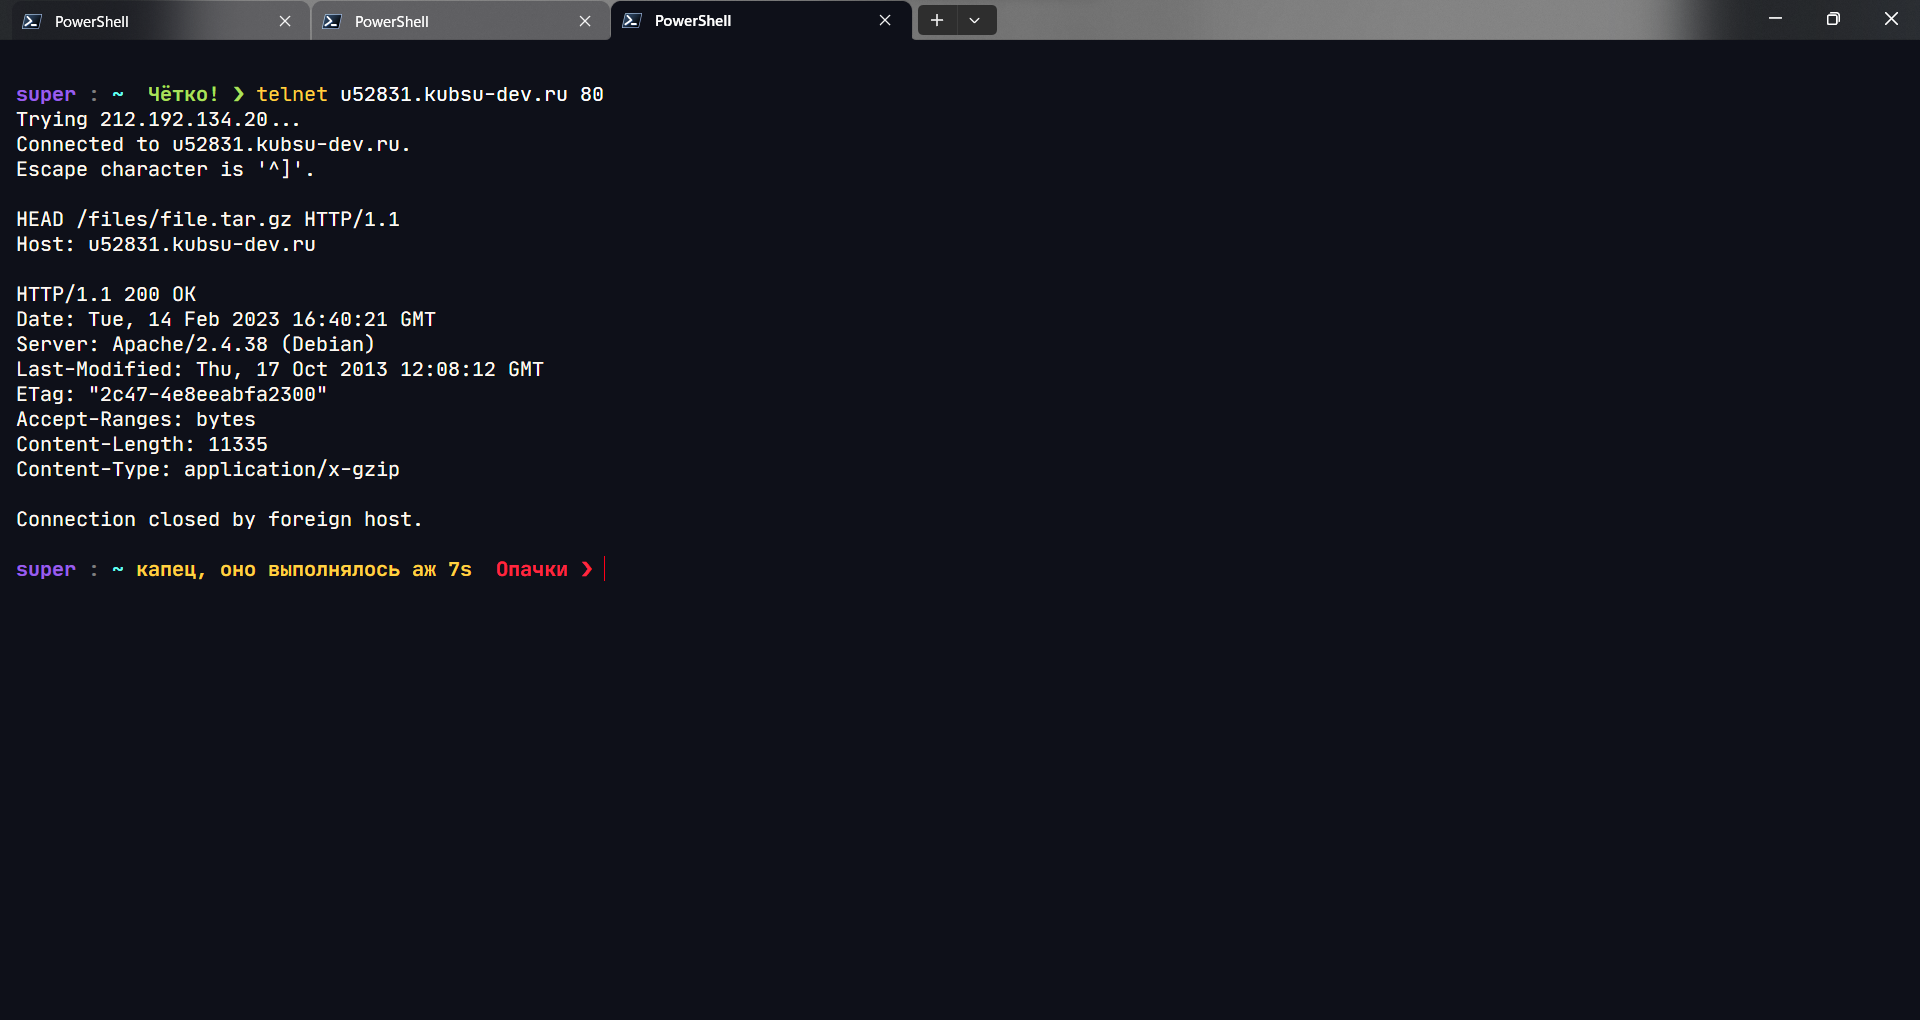 PowerShell
PowerShell
PowerShell
super : ~ Чётко! ❯ telnet u52831.kubsu-dev.ru 80
Trying 212.192.134.20...
Connected to u52831.kubsu-dev.ru.
Escape character is '^]'.
HEAD /files/file.tar.gz HTTP/1.1
Host: u52831.kubsu-dev.ru
HTTP/1.1 200 OK
Date: Tue, 14 Feb 2023 16:40:21 GMT
Server: Apache/2.4.38 (Debian)
Last-Modified: Thu, 17 Oct 2013 12:08:12 GMT
ETag: "2c47-4e8eeabfa2300"
Accept-Ranges: bytes
Content-Length: 11335
Content-Type: application/x-gzip
Connection closed by foreign host.
super : ~ капец, оно выполнялось аж 7s Опачки ❯